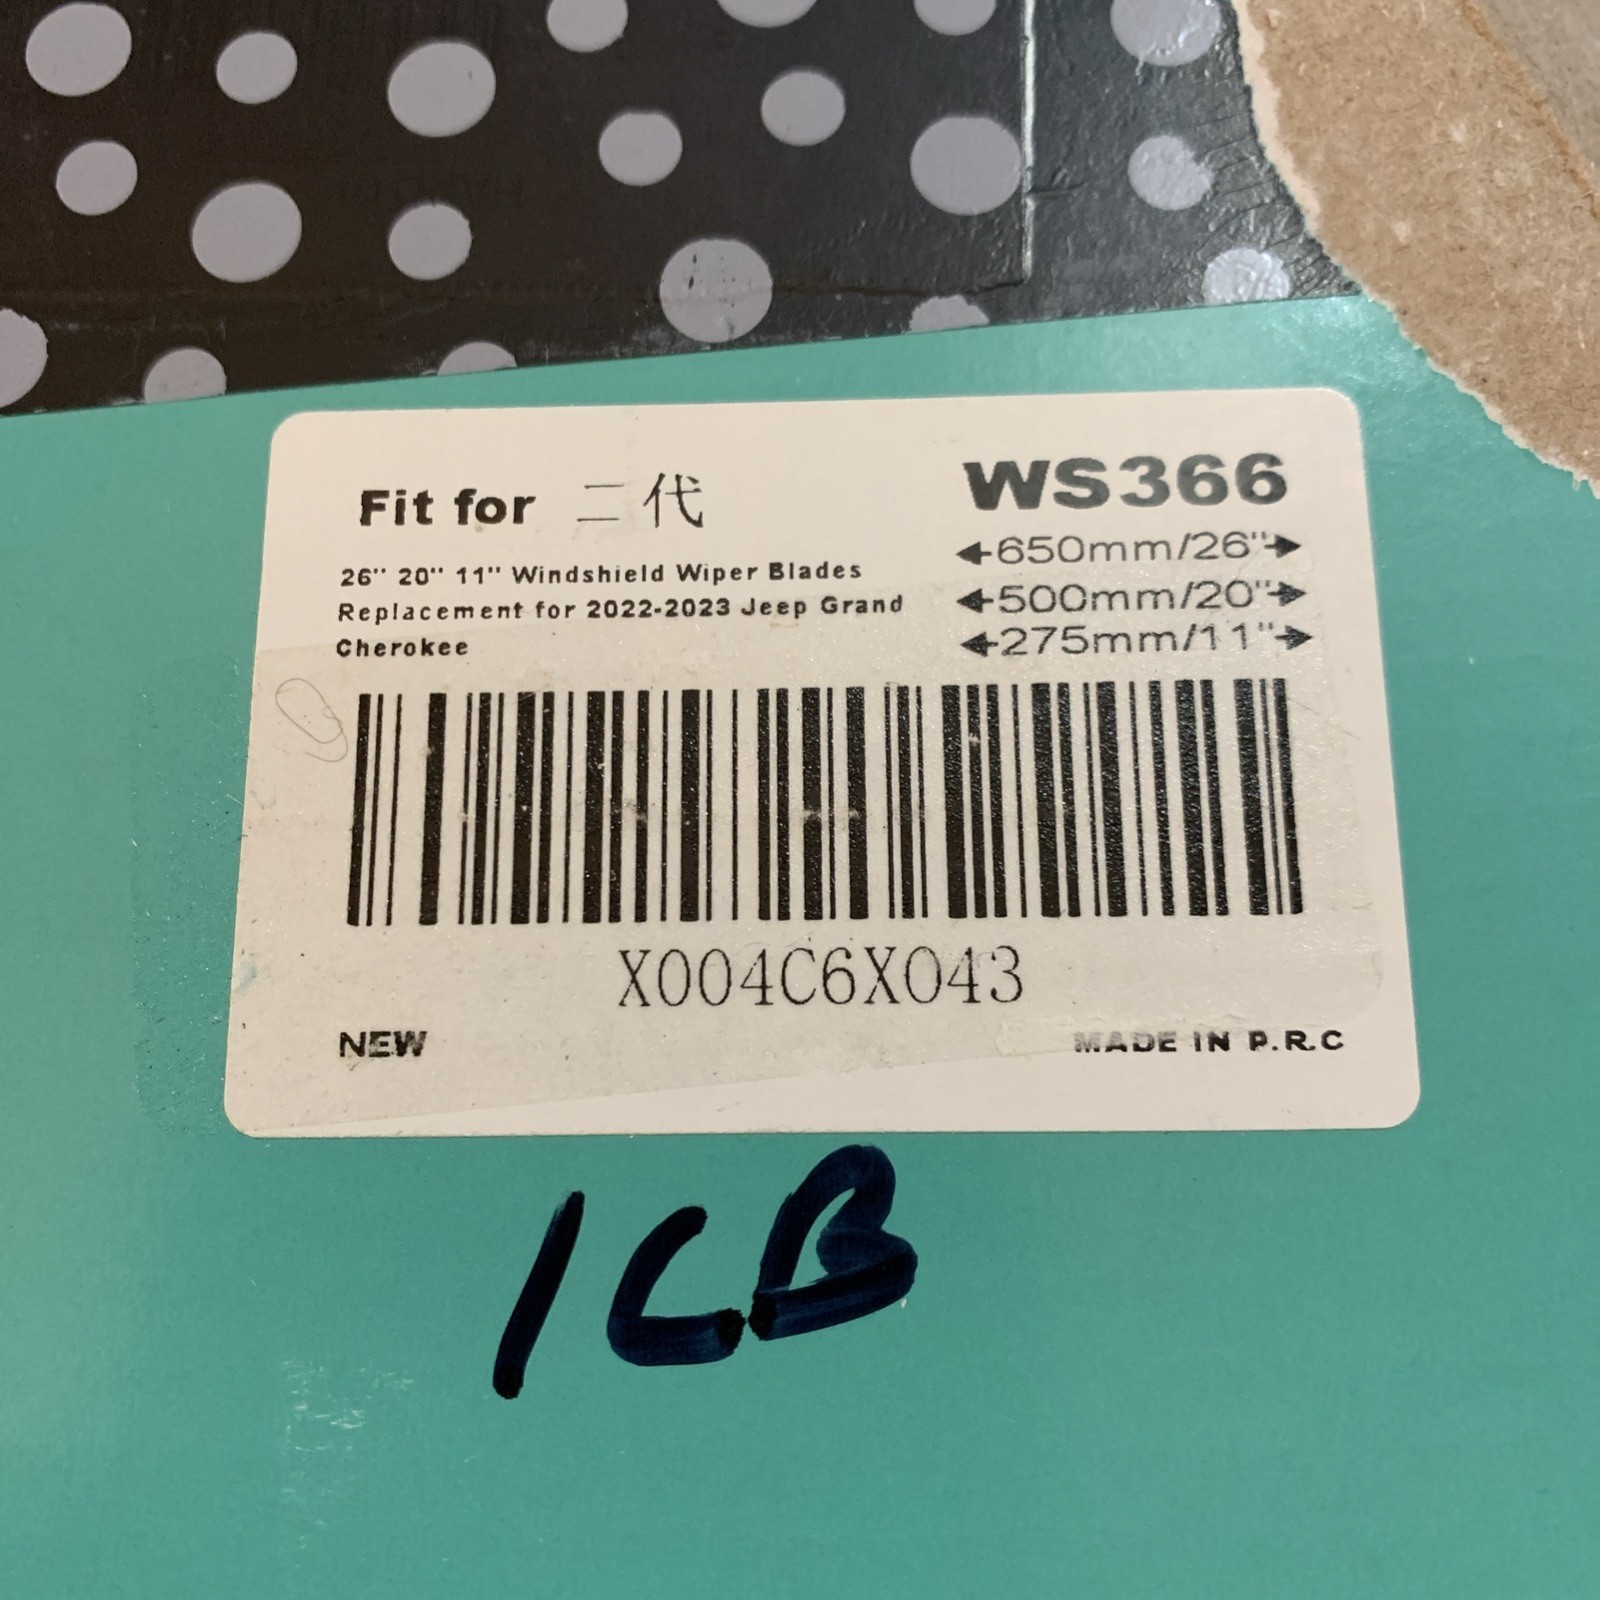 Fit for 二代
WS366
650mm/26"
500mm/20"
275mm/11"
26" 20" 11" Windshield Wiper Blades
Replacement for 2022-2023 Jeep Grand
Cherokee
X004C6X043
NEW
MADE IN P.R.C
1CB